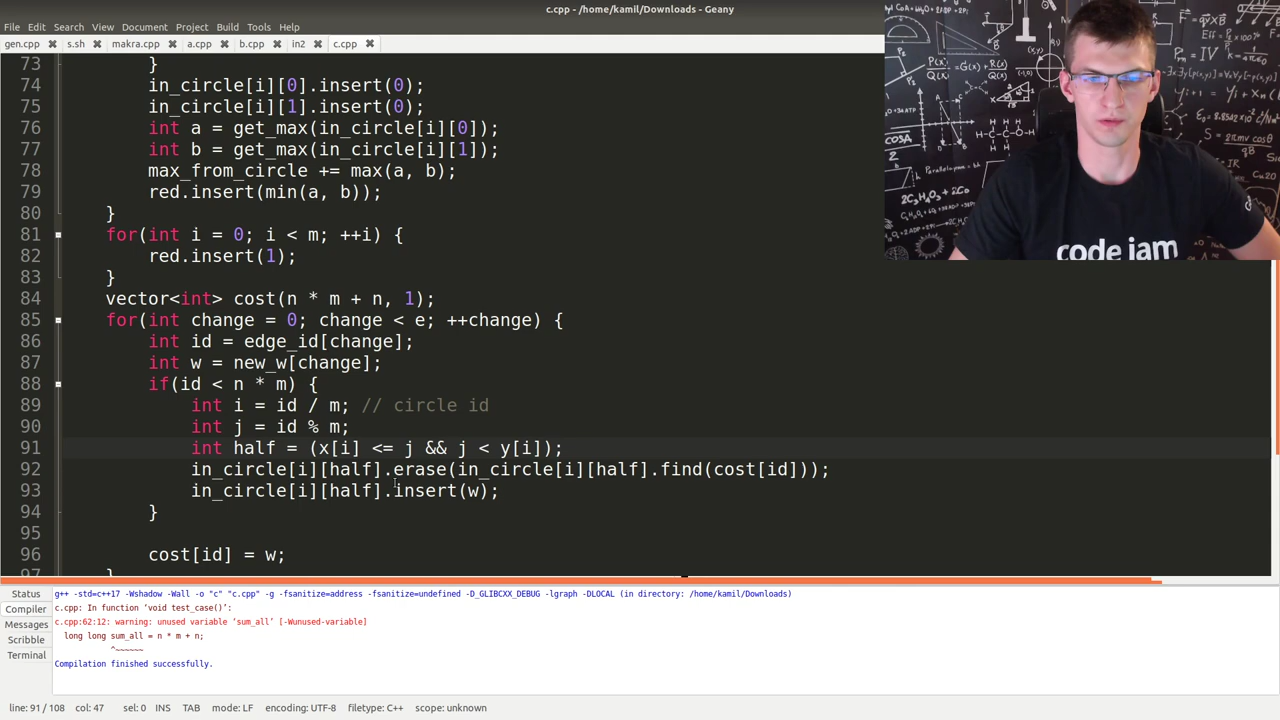 c.cpp - /home/kamil/Downloads - Geany
File Edit Search View Document Project Build Tools Help
gen.cpp s.sh makra.cpp a.cpp b.cpp in2 c.cpp
73 }
74 in_circle[i][0].insert(0);
75 in_circle[i][1].insert(0);
76 int a = get_max(in_circle[i][0]);
77 int b = get_max(in_circle[i][1]);
78 max_from_circle += max(a, b);
79 red.insert(min(a, b));
80 }
81 for(int i = 0; i < m; ++i) {
82 red.insert(1);
83 }
84 vector<int> cost(n * m + n, 1);
85 for(int change = 0; change < e; ++change) {
86 int id = edge_id[change];
87 int w = new_w[change];
88 if(id < n * m) {
89 int i = id / m; // circle id
90 int j = id % m;
91 int half = (x[i] <= j && j < y[i]);
92 in_circle[i][half].erase(in_circle[i][half].find(cost[id]));
93 in_circle[i][half].insert(w);
94 }
95
96 cost[id] = w;
97 }
code jam
Status
Compiler
Messages
Scribble
Terminal
g++ -std=c++17 -Wshadow -Wall -o "c" "c.cpp" -g -fsanitize=address -fsanitize=undefined -D_GLIBCXX_DEBUG -lgraph -DLOCAL (in directory: /home/kamil/Downloads)
c.cpp: In function ‘void test_case()’:
c.cpp:62:12: warning: unused variable ‘sum_all’ [-Wunused-variable]
long long sum_all = n * m + n;
^~~~~~~
Compilation finished successfully.
line: 91 / 108 col: 47 sel: 0 INS TAB mode: LF encoding: UTF-8 filetype: C++ scope: unknown